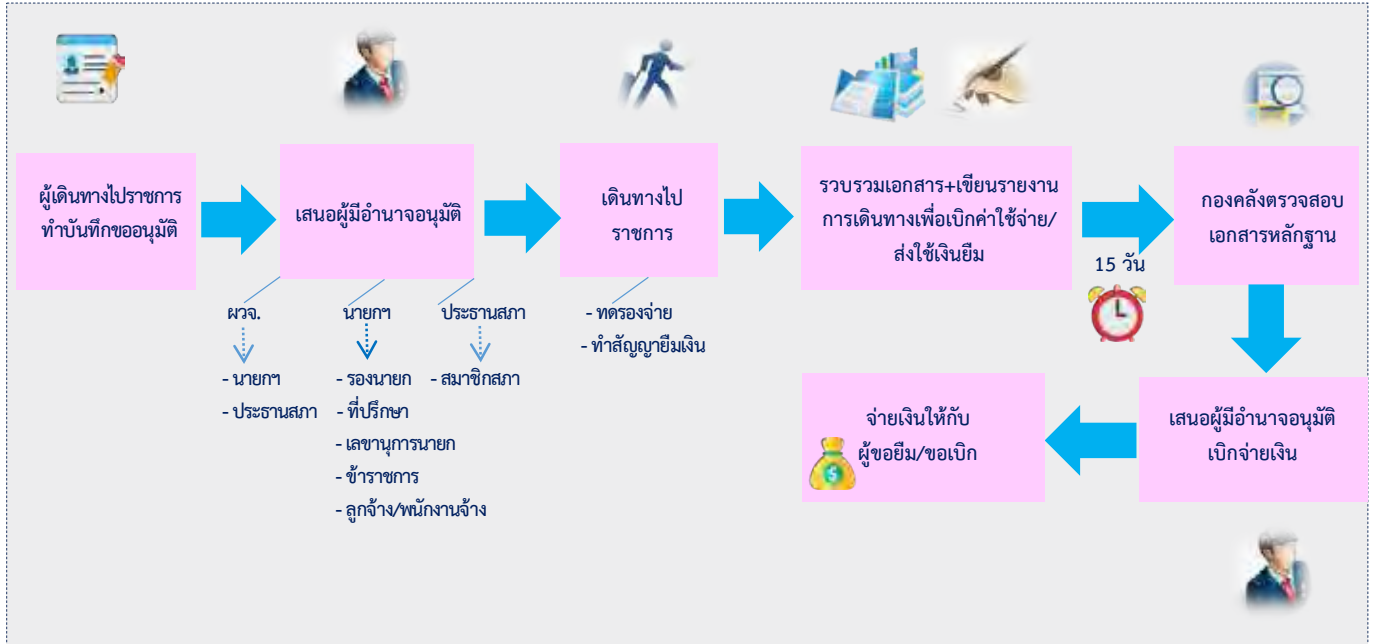 ผู้เดินทางไปราชการ
ทำบันทึกขออนุมัติ
เสนอผู้มีอำนาจอนุมัติ
เดินทางไป
ราชการ
รวบรวมเอกสาร+เขียนรายงาน
การเดินทางเพื่อเบิกค่าใช้จ่าย/
ส่งใช้เงินยืม
15 วัน
กองคลังตรวจสอบ
เอกสารหลักฐาน
ผวจ.
- นายกฯ
- ประธานสภา
นายกฯ
- รองนายก
- ที่ปรึกษา
- เลขานุการนายก
- ข้าราชการ
- ลูกจ้าง/พนักงานจ้าง
ประธานสภา
- สมาชิกสภา
- ทดรองจ่าย
- ทำสัญญายืมเงิน
เสนอผู้มีอำนาจอนุมัติ
เบิกจ่ายเงิน
จ่ายเงินให้กับ
ผู้ขอยืม/ขอเบิก
$